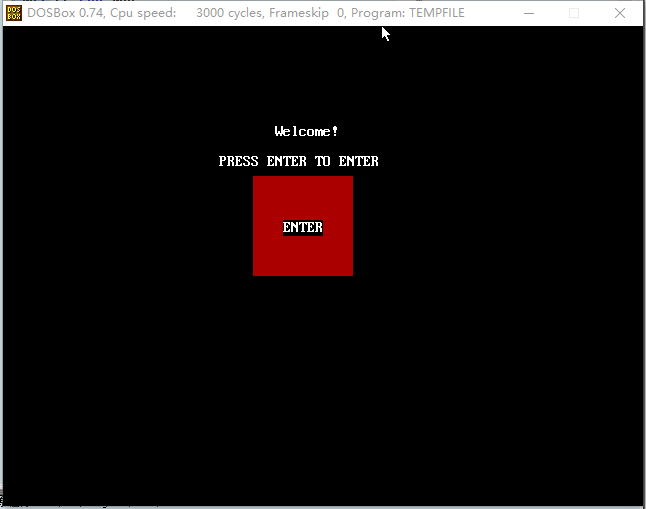 DOS BOX
DOSBox 0.74, Cpu speed: 3000 cycles, Frameskip 0, Program: TEMPFILE
Welcome!
PRESS ENTER TO ENTER
ENTER